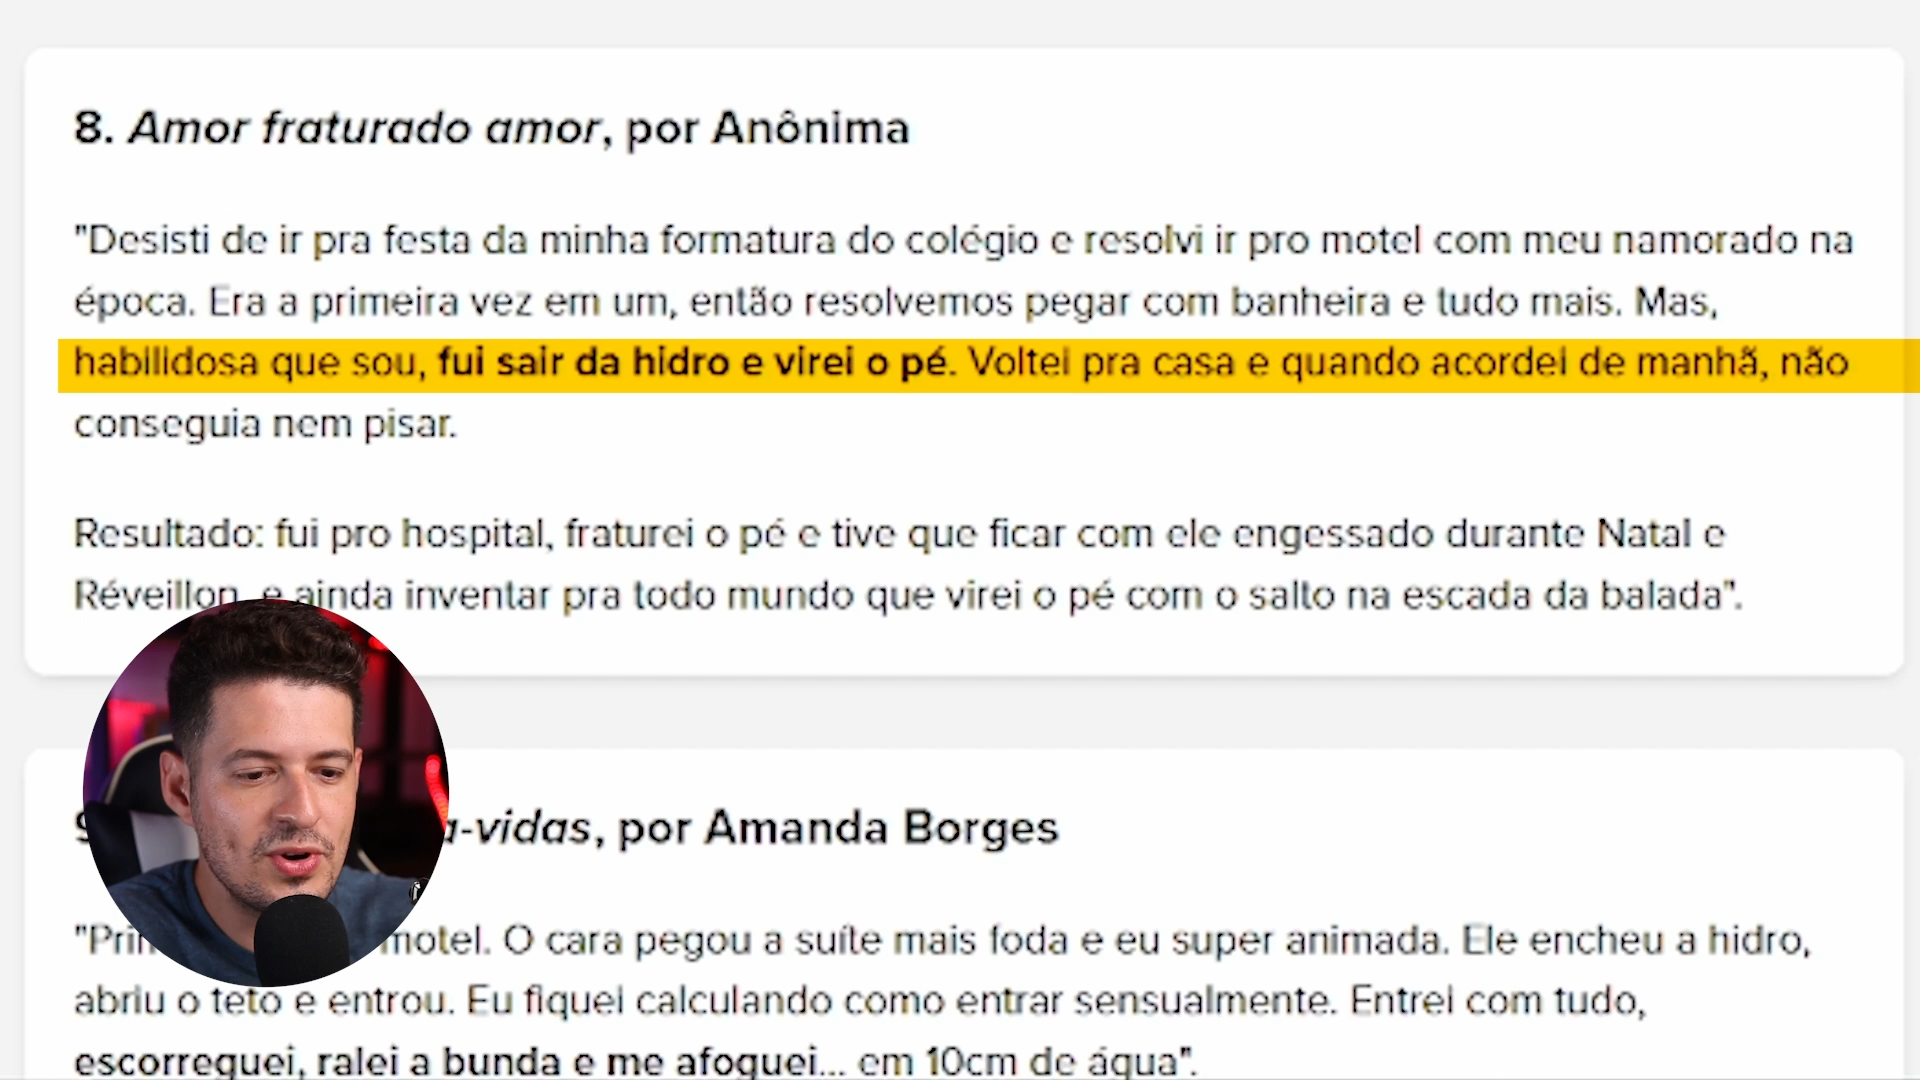 8. Amor fraturado amor, por Anônima
"Desisti de ir pra festa da minha formatura do colégio e resolvi ir pro motel com meu namorado na
época. Era a primeira vez em um, então resolvemos pegar com banheira e tudo mais. Mas,
habilidosa que sou, fui sair da hidro e virei o pé. Voltei pra casa e quando acordei de manhã, não
conseguia nem pisar.
Resultado: fui pro hospital, fraturei o pé e tive que ficar com ele engessado durante Natal e
Réveillon, e ainda inventar pra todo mundo que virei o pé com o salto na escada da balada".
a-vidas, por Amanda Borges
motel. O cara pegou a suíte mais foda e eu super animada. Ele encheu a hidro,
abriu o teto e entrou. Eu fiquei calculando como entrar sensualmente. Entrei com tudo,
escorreguei, ralei a bunda e me afoguei... em 10cm de água".